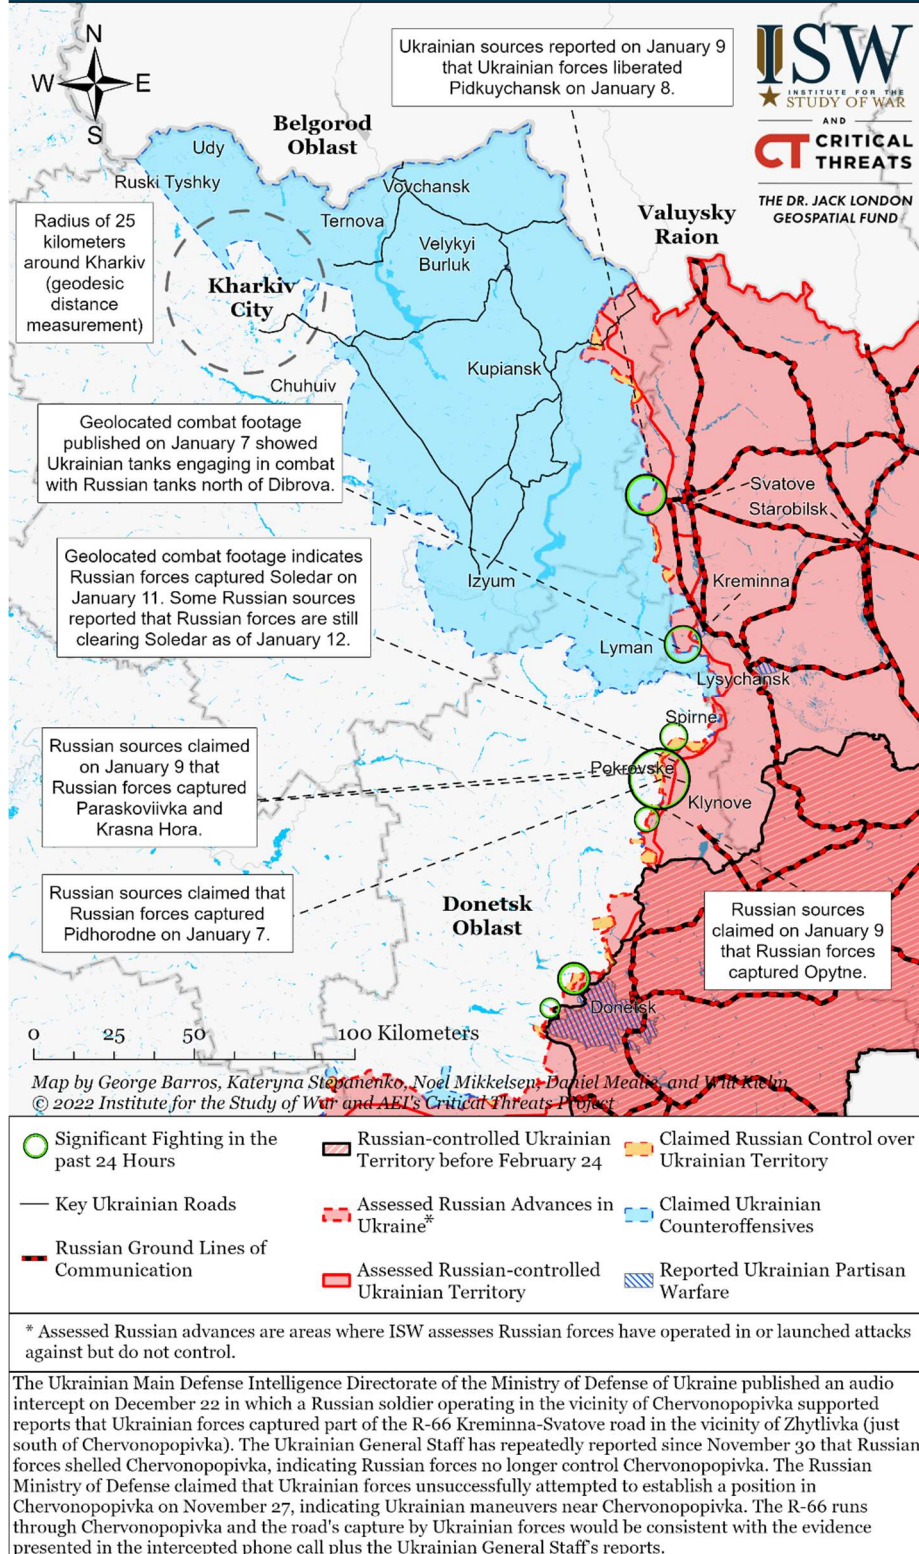 N
W
E
S
Ukrainian sources reported on January 9
that Ukrainian forces liberated
Pidkuychansk on January 8.
ISW
INSTITUTE FOR THE
STUDY OF WAR
AND
CT CRITICAL
THREATS
THE DR. JACK LONDON
GEOSPATIAL FUND
Belgorod
Oblast
Udy
Ruski Tyshky
Vovchansk
Ternova
Valuysky
Raion
Radius of 25
kilometers
around Kharkiv
(geodesic
distance
measurement)
Velykyi
Burluk
Kharkiv
City
Kupiansk
Chuhuiv
Geolocated combat footage
published on January 7 showed
Ukrainian tanks engaging in combat
with Russian tanks north of Dibrova.
Svatove
Starobilsk
Geolocated combat footage indicates
Russian forces captured Soledar on
January 11. Some Russian sources
reported that Russian forces are still
clearing Soledar as of January 12.
Izyum
Kreminna
Lyman
Lysychansk
Spirne
Russian sources claimed
on January 9 that
Russian forces captured
Paraskoviivka and
Krasna Hora.
Pokrovske
Klynove
Russian sources claimed that
Russian forces captured
Pidhorodne on January 7.
Donetsk
Oblast
Russian sources
claimed on January 9
that Russian forces
captured Opytne.
Donetsk
0 25 50 100 Kilometers
Map by George Barros, Kateryna Stepanenko, Noel Mikkelsen, Daniel Mealie, and Will Kielm
© 2022 Institute for the Study of War and AEI's Critical Threats Project
Significant Fighting in the
past 24 Hours
Key Ukrainian Roads
Russian Ground Lines of
Communication
Russian-controlled Ukrainian
Territory before February 24
Assessed Russian Advances in
Ukraine*
Assessed Russian-controlled
Ukrainian Territory
Claimed Russian Control over
Ukrainian Territory
Claimed Ukrainian
Counteroffensives
Reported Ukrainian Partisan
Warfare
* Assessed Russian advances are areas where ISW assesses Russian forces have operated in or launched attacks
against but do not control.
The Ukrainian Main Defense Intelligence Directorate of the Ministry of Defense of Ukraine published an audio
intercept on December 22 in which a Russian soldier operating in the vicinity of Chervonopopivka supported
reports that Ukrainian forces captured part of the R-66 Kreminna-Svatove road in the vicinity of Zhytlivka (just
south of Chervonopopivka). The Ukrainian General Staff has repeatedly reported since November 30 that Russian
forces shelled Chervonopopivka, indicating Russian forces no longer control Chervonopopivka. The Russian
Ministry of Defense claimed that Ukrainian forces unsuccessfully attempted to establish a position in
Chervonopopivka on November 27, indicating Ukrainian maneuvers near Chervonopopivka. The R-66 runs
through Chervonopopivka and the road's capture by Ukrainian forces would be consistent with the evidence
presented in the intercepted phone call plus the Ukrainian General Staff's reports.